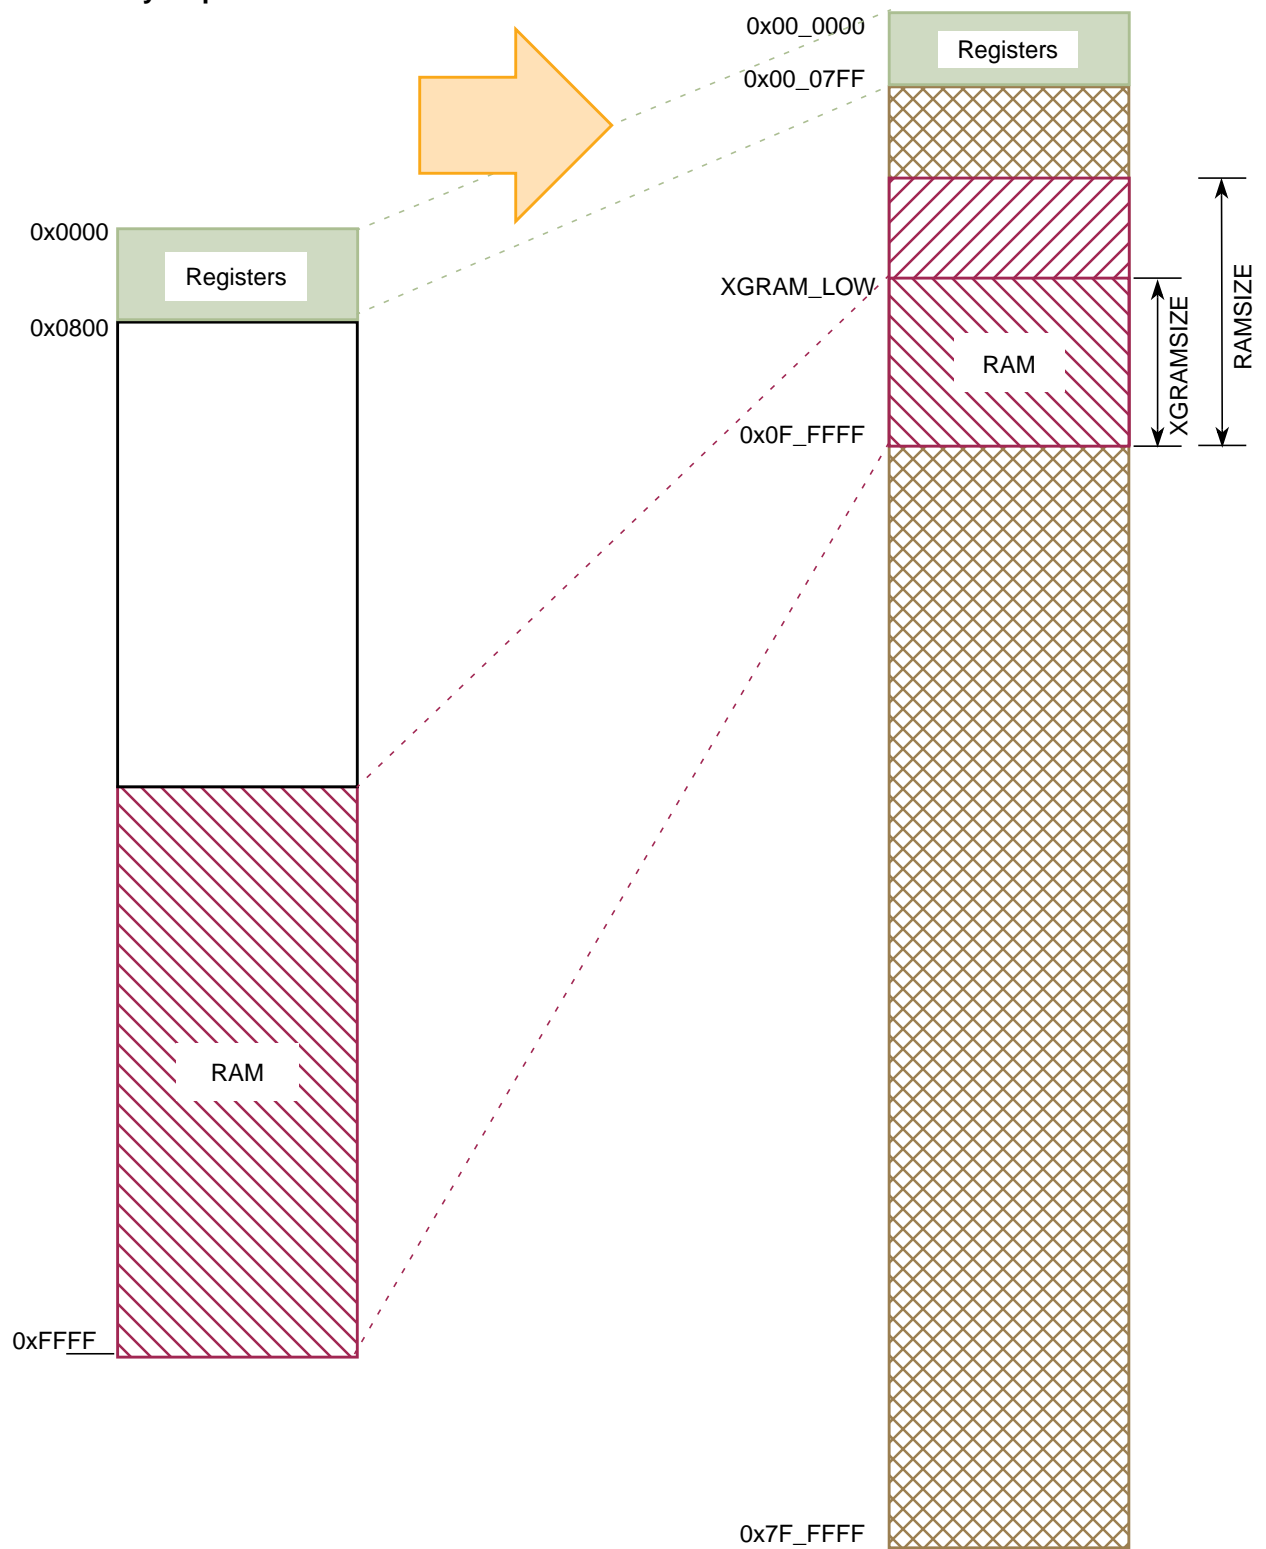 0x00_0000
Registers
0x00_07FF
0x0000
Registers
0x0800
XGRAM_LOW
RAM
XGRAMSIZE
RAMSIZE
0x0F_FFFF
RAM
0xFFFF
0x7F_FFFF